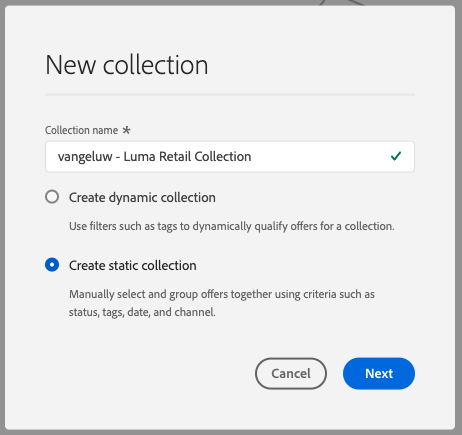 New collection
Collection name *
vangeluw - Luma Retail Collection
Create dynamic collection
Use filters such as tags to dynamically qualify offers for a collection.
Create static collection
Manually select and group offers together using criteria such as
status, tags, date, and channel.
Cancel Next